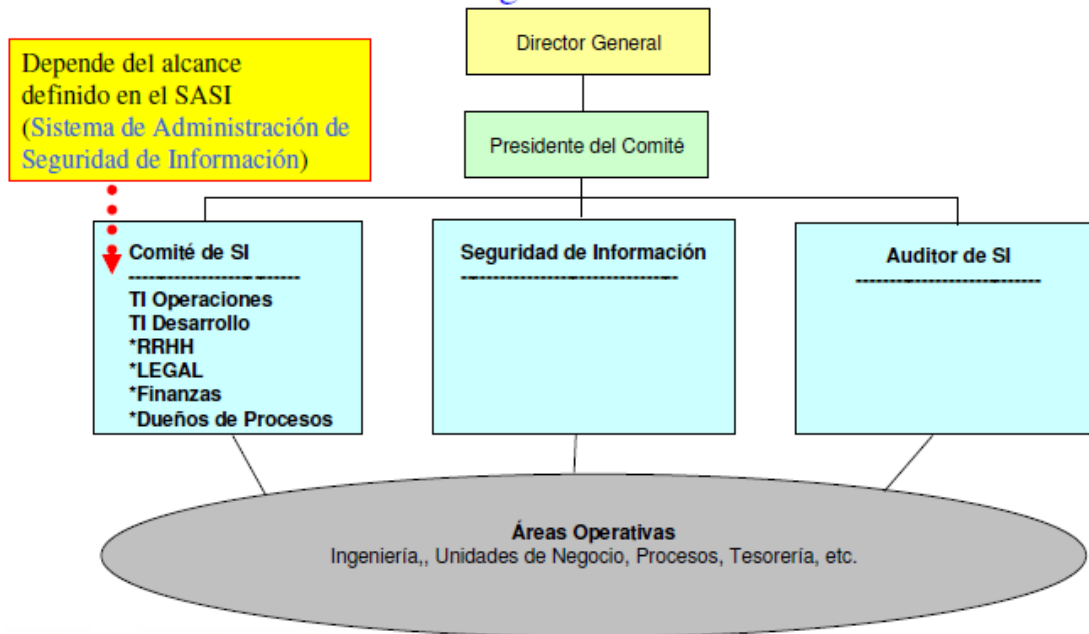 Director General
Depende del alcance
definido en el SASI
(Sistema de Administración de
Seguridad de Información)
Presidente del Comité
Comité de SI
----------------------------
TI Operaciones
TI Desarrollo
*RRHH
*LEGAL
*Finanzas
*Dueños de Procesos
Seguridad de Información
-----------------------------------
Auditor de SI
------------------------------
Áreas Operativas
Ingeniería,, Unidades de Negocio, Procesos, Tesorería, etc.